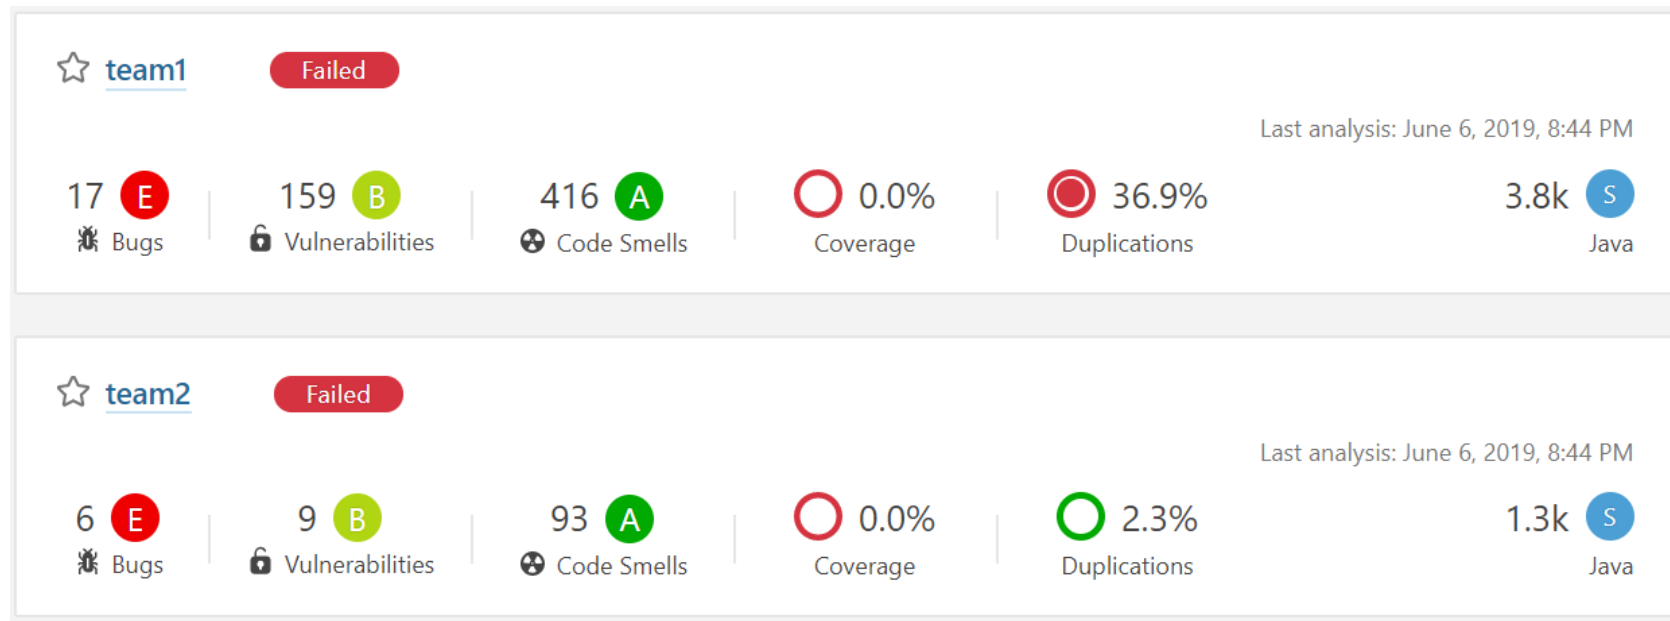 team1 Failed
Last analysis: June 6, 2019, 8:44 PM
17 E 159 B 416 A 0.0% 36.9% 3.8k S
Bugs Vulnerabilities Code Smells Coverage Duplications Java
team2 Failed
Last analysis: June 6, 2019, 8:44 PM
6 E 9 B 93 A 0.0% 2.3% 1.3k S
Bugs Vulnerabilities Code Smells Coverage Duplications Java